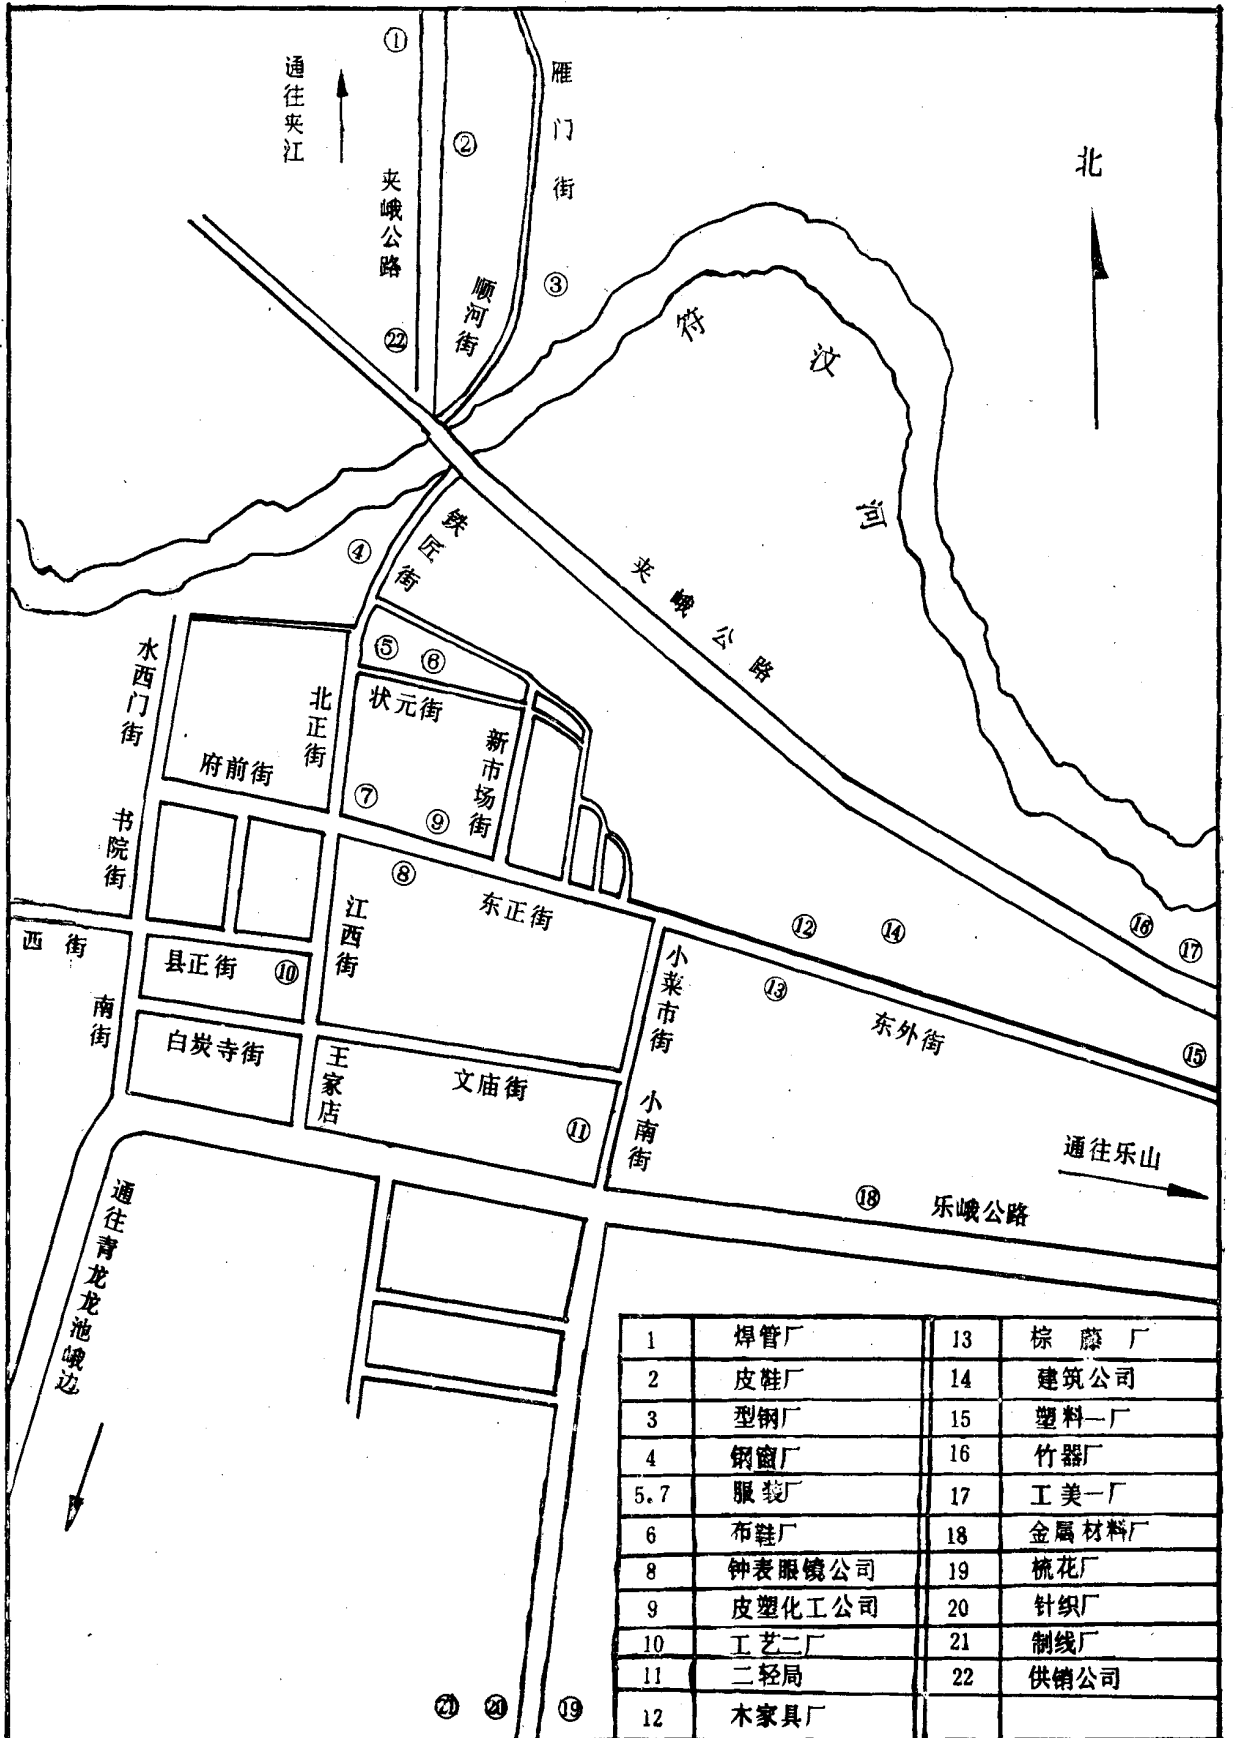 ①
通往夹江
雁门街
②
北
夹峨公路
③
顺河街
㉒
符汶河
铁匠街
④
夹峨公路
水西门街
⑤
⑥
北正街
状元街
新市场街
府前街
⑦
⑨
书院街
⑧
江西街
东正街
⑫
⑭
⑯
⑰
西街
县正街
⑩
小菜市街
⑬
南街
东外街
白炭寺街
王家店
文庙街
⑮
小南街
⑪
通往乐山
通往青龙龙池峨边
⑱
乐峨公路
1 焊管厂 13 棕藤厂
2 皮鞋厂 14 建筑公司
3 型钢厂 15 塑料一厂
4 钢窗厂 16 竹器厂
5.7 服装厂 17 工美一厂
6 布鞋厂 18 金属材料厂
8 钟表眼镜公司 19 梳花厂
9 皮塑化工公司 20 针织厂
10 工艺二厂 21 制线厂
11 二轻局 22 供销公司
12 木家具厂
㉑
⑳
⑲